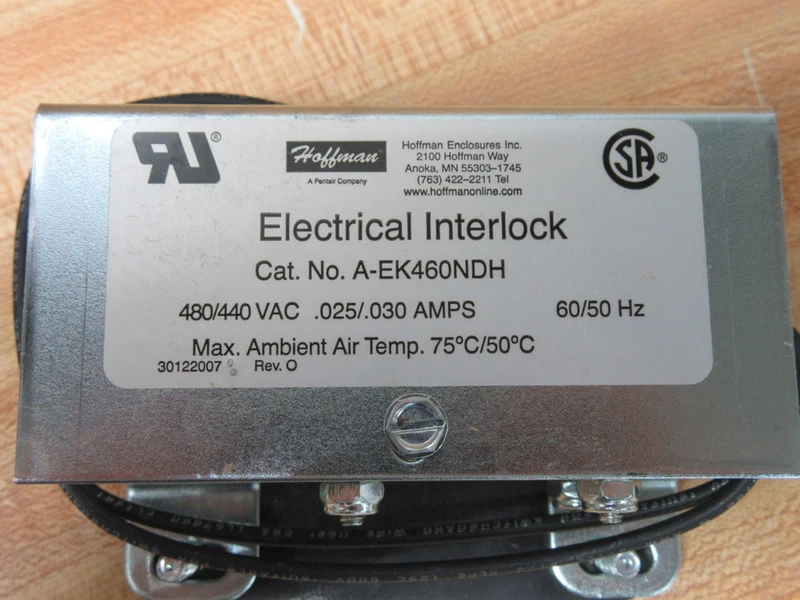 RU®
Hoffman
A Pentair Company
Hoffman Enclosures Inc.
2100 Hoffman Way
Anoka, MN 55303-1745
(763) 422-2211 Tel
www.hoffmanonline.com
SA®
Electrical Interlock
Cat. No. A-EK460NDH
480/440 VAC .025/.030 AMPS 60/50 Hz
Max. Ambient Air Temp. 75°C/50°C
30122007 Rev. O